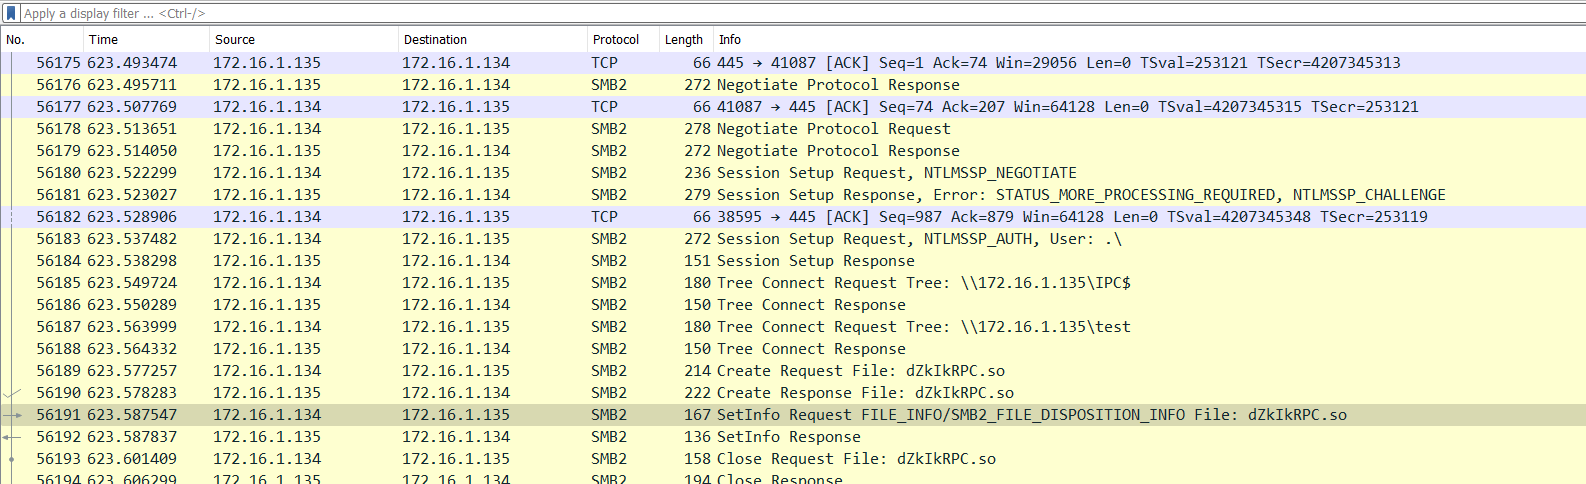 Apply a display filter ... <Ctrl-/>
No. Time Source Destination Protocol Length Info
56175 623.493474 172.16.1.135 172.16.1.134 TCP 66 445 → 41087 [ACK] Seq=1 Ack=74 Win=29056 Len=0 TSval=253121 TSecr=4207345313
56176 623.495711 172.16.1.135 172.16.1.134 SMB2 272 Negotiate Protocol Response
56177 623.507769 172.16.1.134 172.16.1.135 TCP 66 41087 → 445 [ACK] Seq=74 Ack=207 Win=64128 Len=0 TSval=4207345315 TSecr=253121
56178 623.513651 172.16.1.134 172.16.1.135 SMB2 278 Negotiate Protocol Request
56179 623.514050 172.16.1.135 172.16.1.134 SMB2 272 Negotiate Protocol Response
56180 623.522299 172.16.1.134 172.16.1.135 SMB2 236 Session Setup Request, NTLMSSP_NEGOTIATE
56181 623.523027 172.16.1.135 172.16.1.134 SMB2 279 Session Setup Response, Error: STATUS_MORE_PROCESSING_REQUIRED, NTLMSSP_CHALLENGE
56182 623.528906 172.16.1.134 172.16.1.135 TCP 66 38595 → 445 [ACK] Seq=987 Ack=879 Win=64128 Len=0 TSval=4207345348 TSecr=253119
56183 623.537482 172.16.1.134 172.16.1.135 SMB2 272 Session Setup Request, NTLMSSP_AUTH, User: .\
56184 623.538298 172.16.1.135 172.16.1.134 SMB2 151 Session Setup Response
56185 623.549724 172.16.1.134 172.16.1.135 SMB2 180 Tree Connect Request Tree: \\172.16.1.135\IPC$
56186 623.550289 172.16.1.135 172.16.1.134 SMB2 150 Tree Connect Response
56187 623.563999 172.16.1.134 172.16.1.135 SMB2 180 Tree Connect Request Tree: \\172.16.1.135\test
56188 623.564332 172.16.1.135 172.16.1.134 SMB2 150 Tree Connect Response
56189 623.577257 172.16.1.134 172.16.1.135 SMB2 214 Create Request File: dZkIkRPC.so
56190 623.578283 172.16.1.135 172.16.1.134 SMB2 222 Create Response File: dZkIkRPC.so
56191 623.587547 172.16.1.134 172.16.1.135 SMB2 167 SetInfo Request FILE_INFO/SMB2_FILE_DISPOSITION_INFO File: dZkIkRPC.so
56192 623.587837 172.16.1.135 172.16.1.134 SMB2 136 SetInfo Response
56193 623.601409 172.16.1.134 172.16.1.135 SMB2 158 Close Request File: dZkIkRPC.so
56194 623.606299 172.16.1.135 172.16.1.134 SMB2 194 Close Response